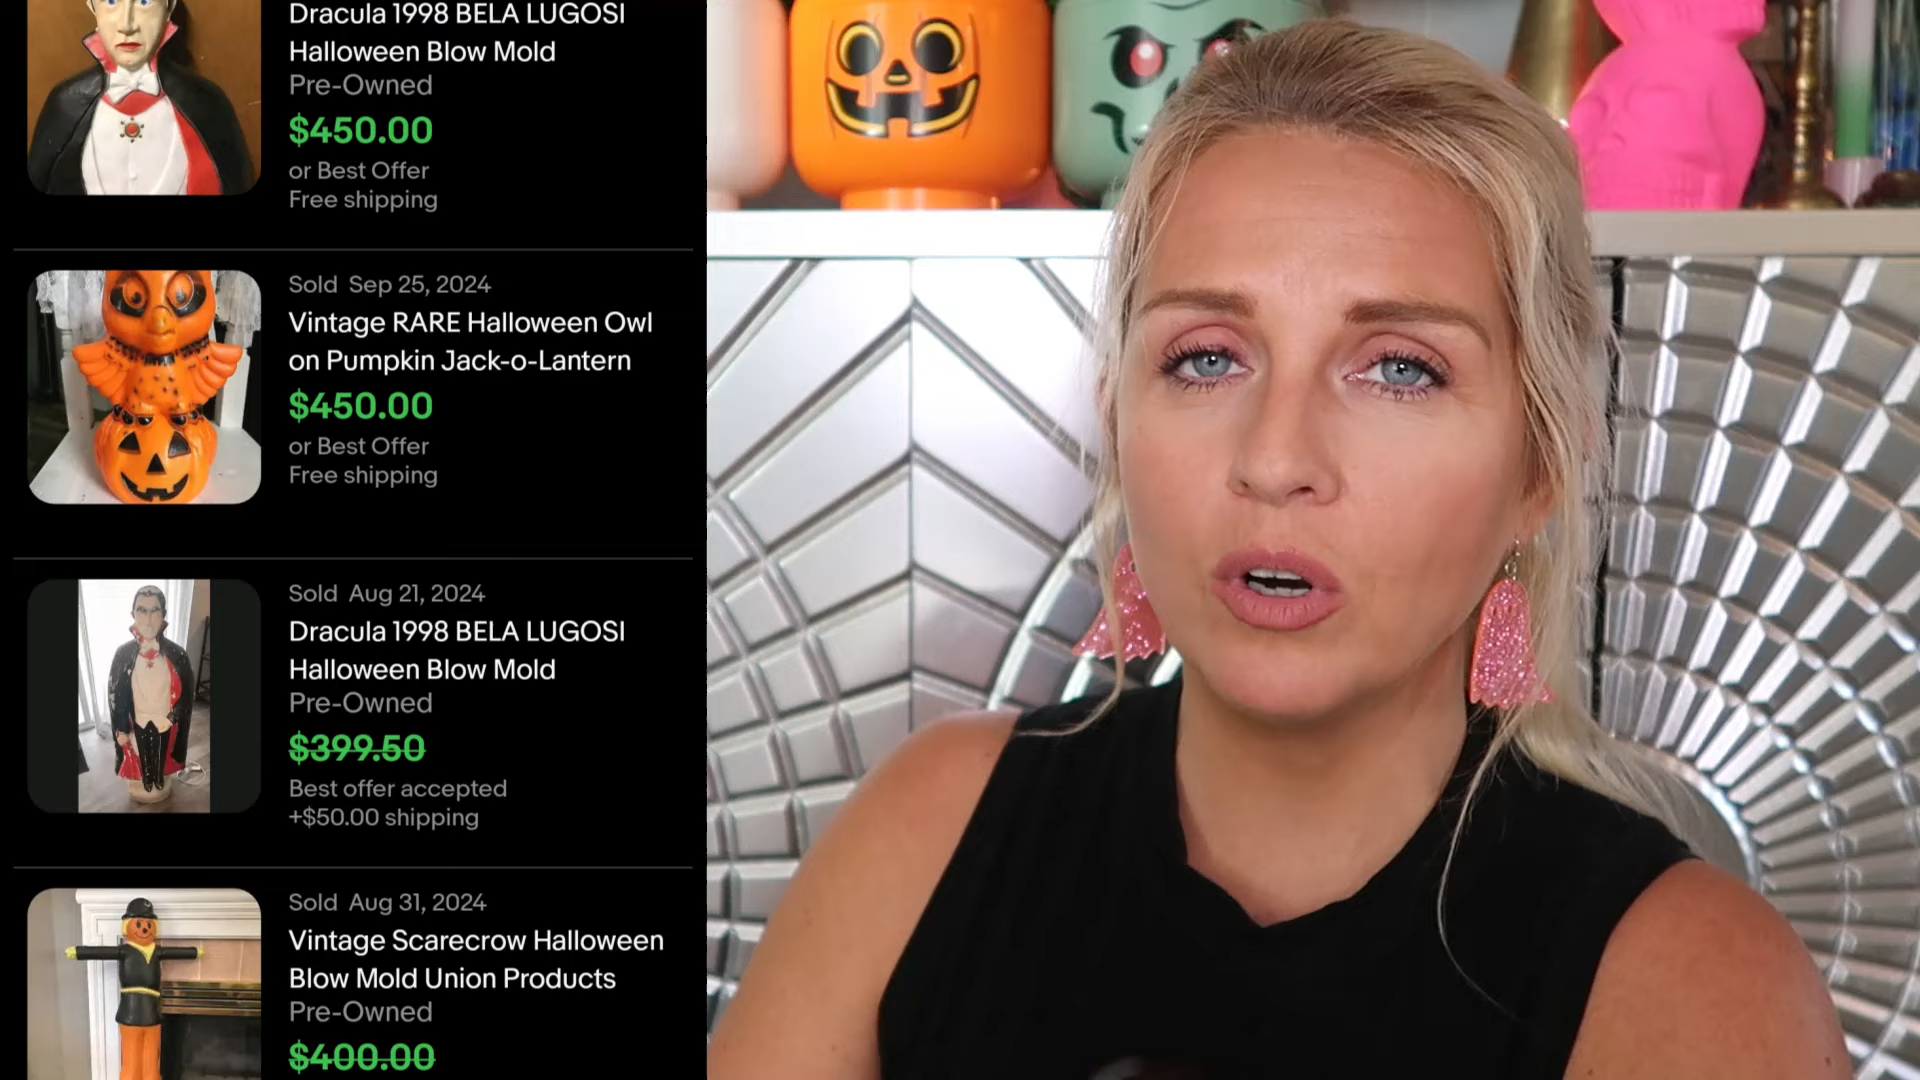 Dracula 1998 BELA LUGOSI
Halloween Blow Mold
Pre-Owned
$450.00
or Best Offer
Free shipping
Sold Sep 25, 2024
Vintage RARE Halloween Owl
on Pumpkin Jack-o-Lantern
$450.00
or Best Offer
Free shipping
Sold Aug 21, 2024
Dracula 1998 BELA LUGOSI
Halloween Blow Mold
Pre-Owned
$399.50
Best offer accepted
+$50.00 shipping
Sold Aug 31, 2024
Vintage Scarecrow Halloween
Blow Mold Union Products
Pre-Owned
$400.00